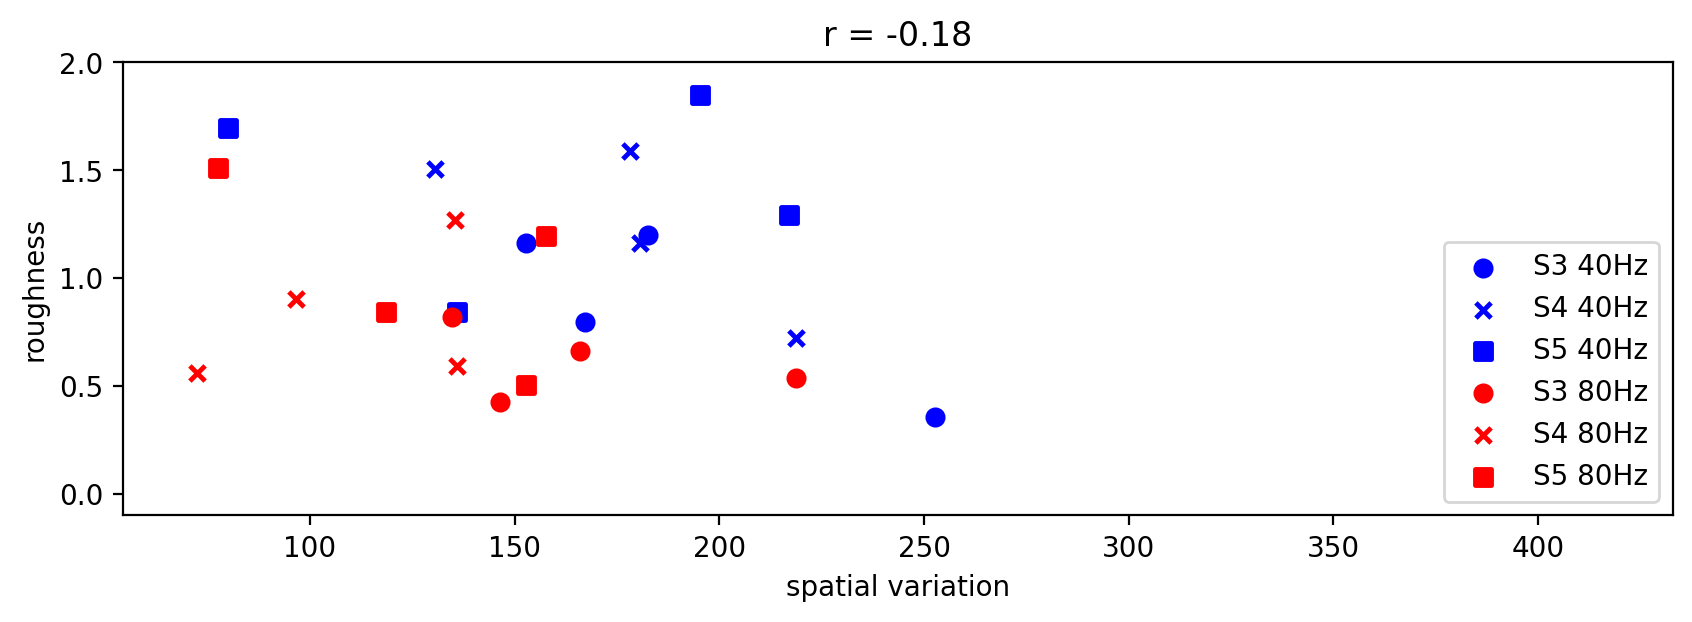 r = -0.18
2.0
1.5
1.0
0.5
0.0
roughness
100 150 200 250 300 350 400
spatial variation
S3 40Hz
S4 40Hz
S5 40Hz
S3 80Hz
S4 80Hz
S5 80Hz